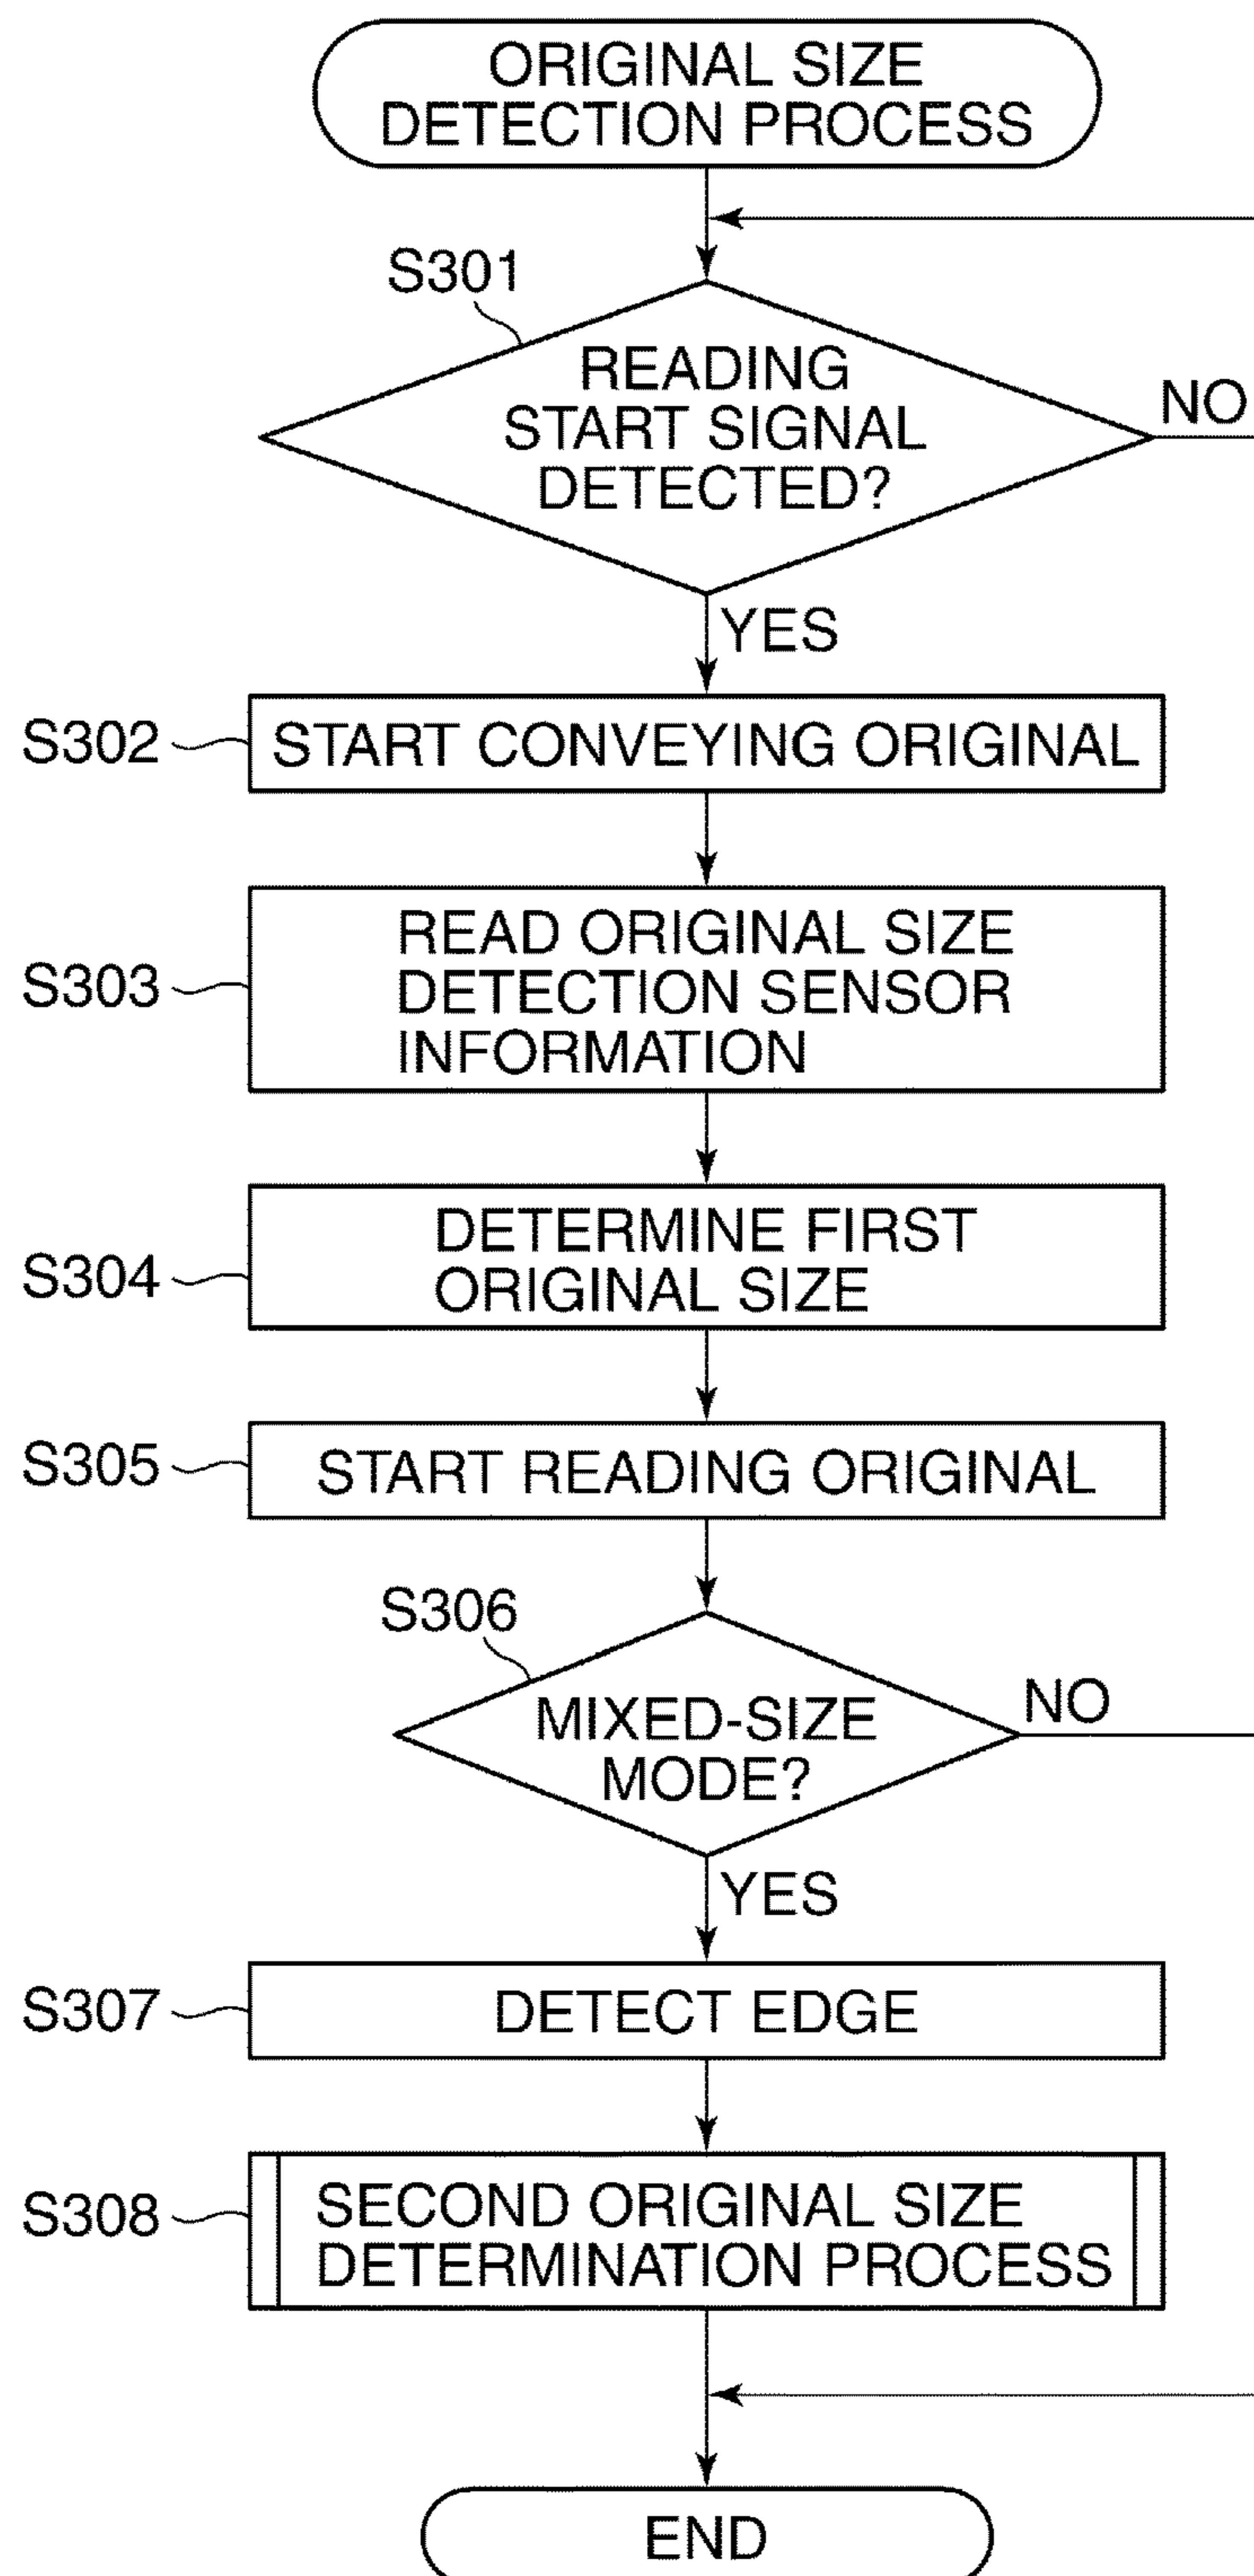 ORIGINAL SIZE
DETECTION PROCESS
S301
READING
START SIGNAL
DETECTED?
NO
YES
S302
START CONVEYING ORIGINAL
S303
READ ORIGINAL SIZE
DETECTION SENSOR
INFORMATION
S304
DETERMINE FIRST
ORIGINAL SIZE
S305
START READING ORIGINAL
S306
MIXED-SIZE
MODE?
NO
YES
S307
DETECT EDGE
S308
SECOND ORIGINAL SIZE
DETERMINATION PROCESS
END